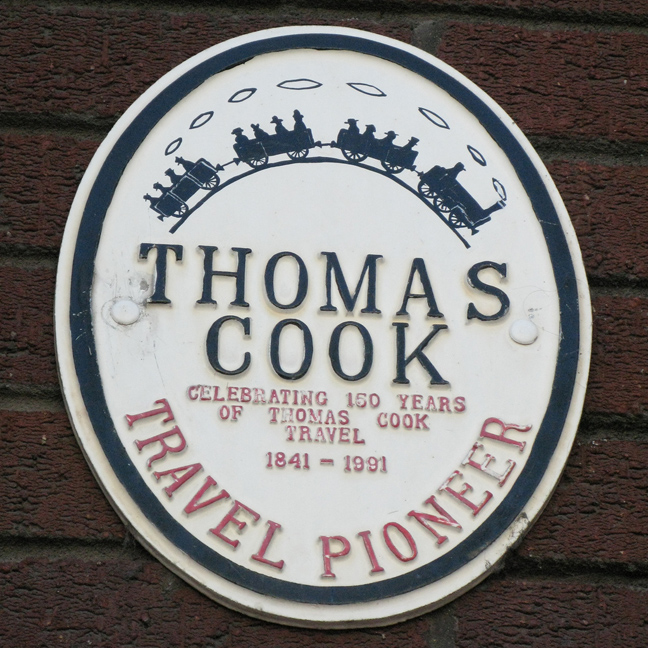 THOMAS
COOK
CELEBRATING 150 YEARS
OF THOMAS COOK
TRAVEL
1841 – 1991
TRAVEL PIONEER